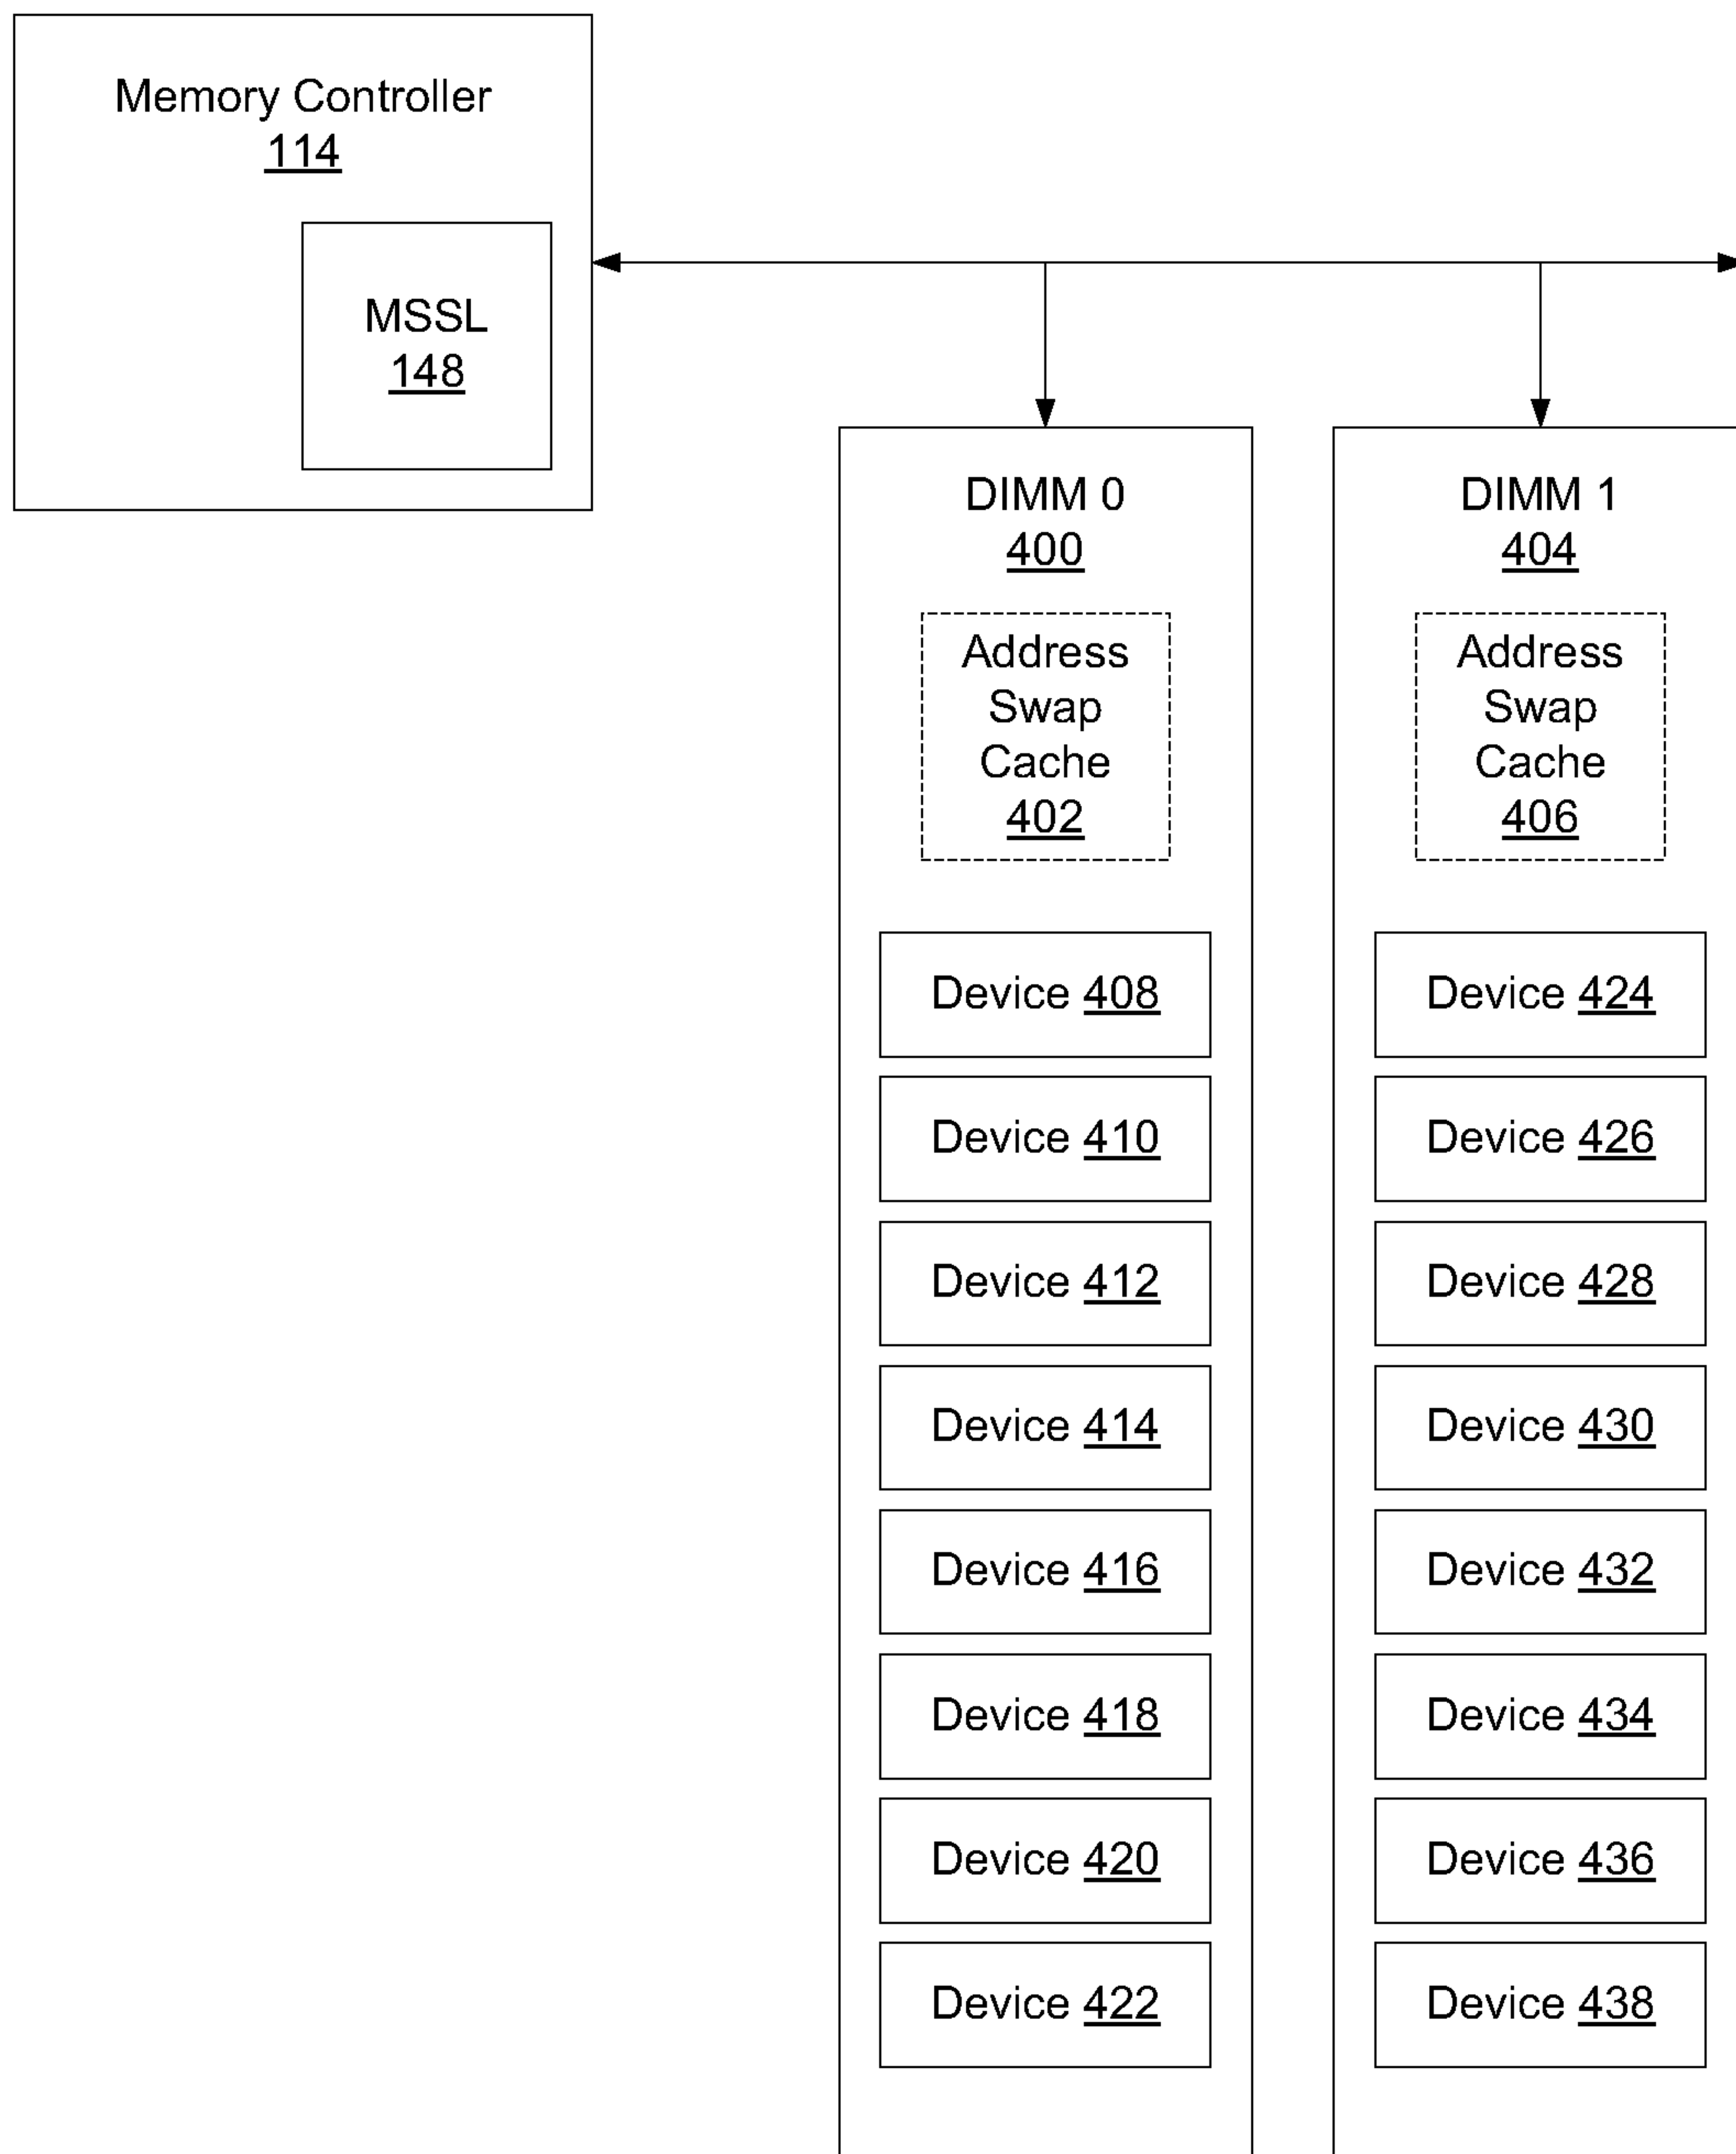 Memory Controller
114
MSSL
148
DIMM 0
400
Address
Swap
Cache
402
Device 408
Device 410
Device 412
Device 414
Device 416
Device 418
Device 420
Device 422
DIMM 1
404
Address
Swap
Cache
406
Device 424
Device 426
Device 428
Device 430
Device 432
Device 434
Device 436
Device 438